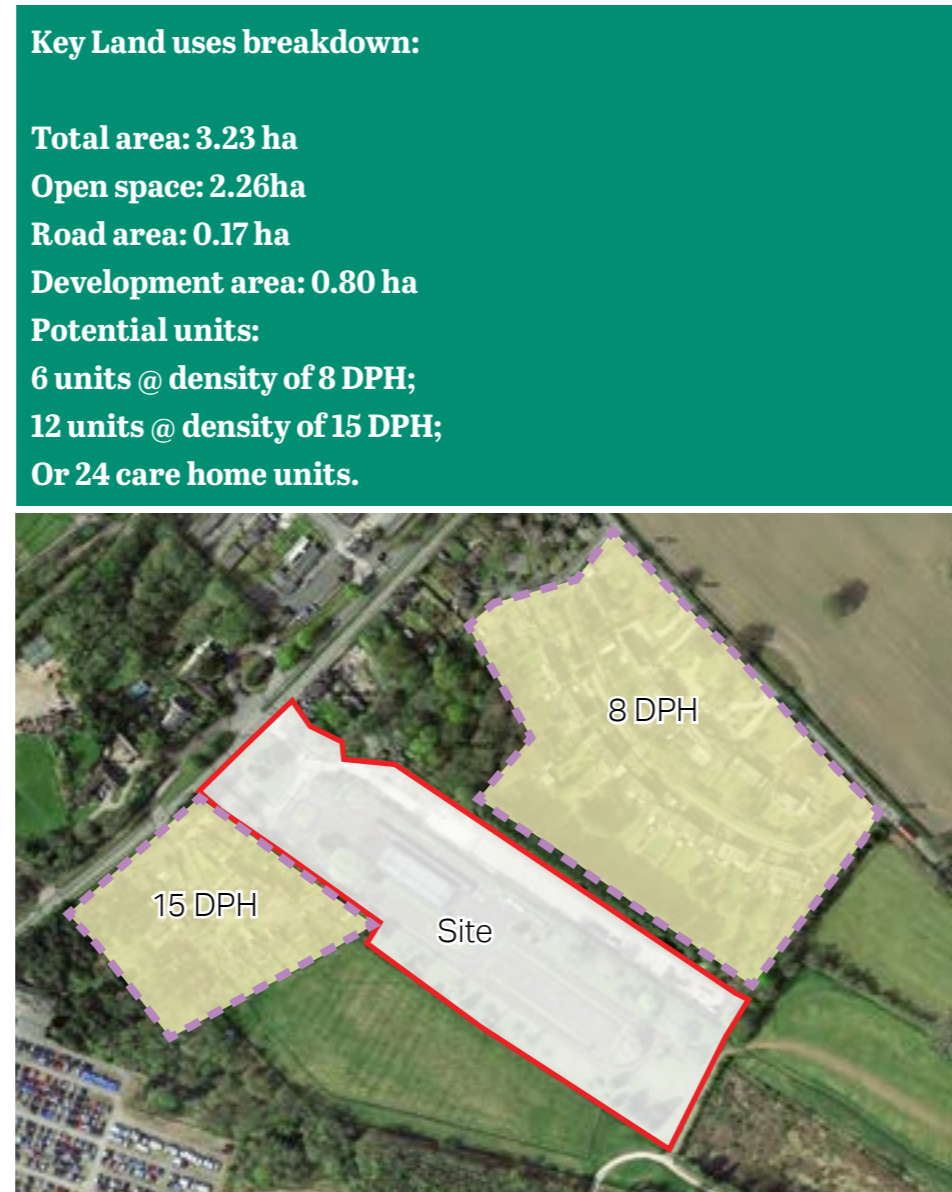 Key Land uses breakdown:
Total area: 3.23 ha
Open space: 2.26ha
Road area: 0.17 ha
Development area: 0.80 ha
Potential units:
6 units @ density of 8 DPH;
12 units @ density of 15 DPH;
Or 24 care home units.
8 DPH
15 DPH
Site